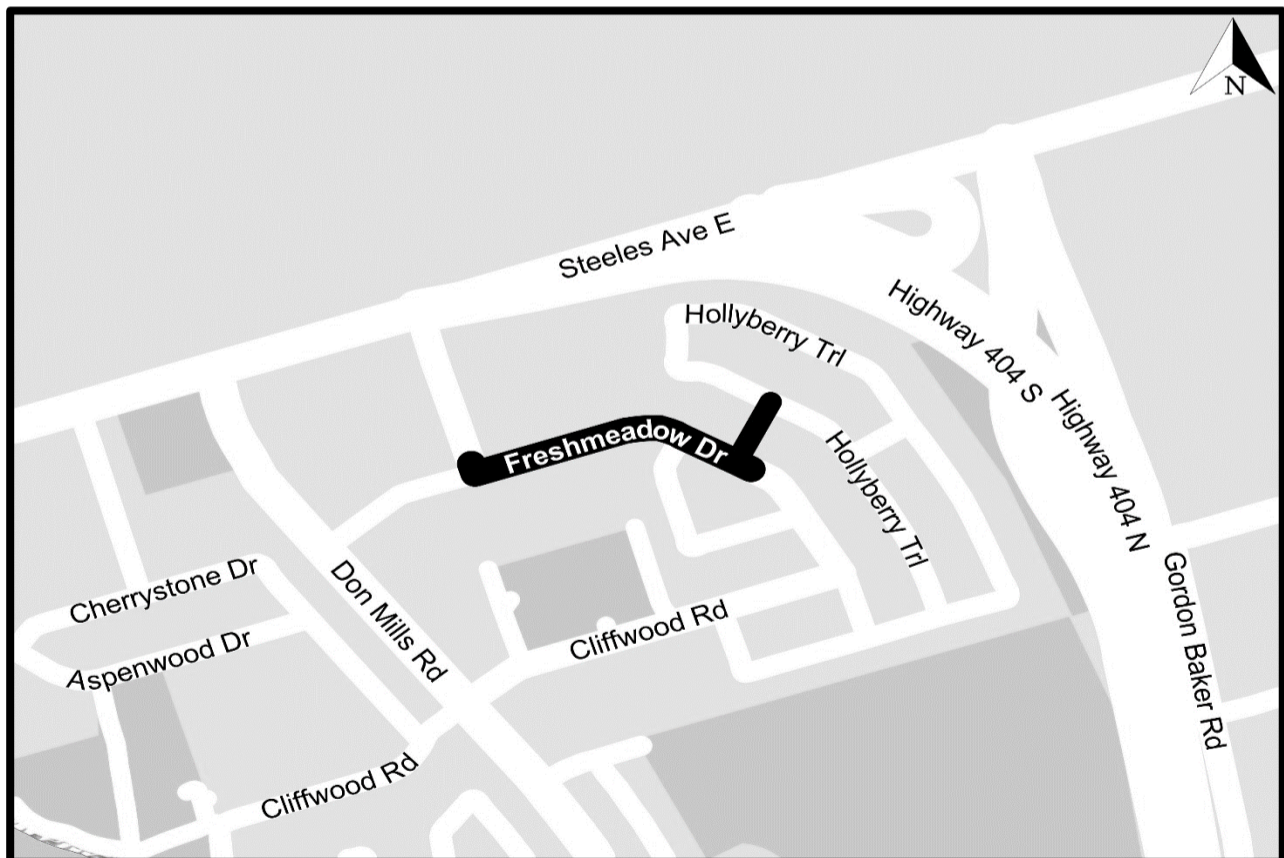 N
Steeles Ave E
Hollyberry Trl
Highway 404 S
Highway 404 N
Freshmeadow Dr
Hollyberry Trl
Cherrystone Dr
Don Mills Rd
Aspenwood Dr
Cliffwood Rd
Gordon Baker Rd
Cliffwood Rd